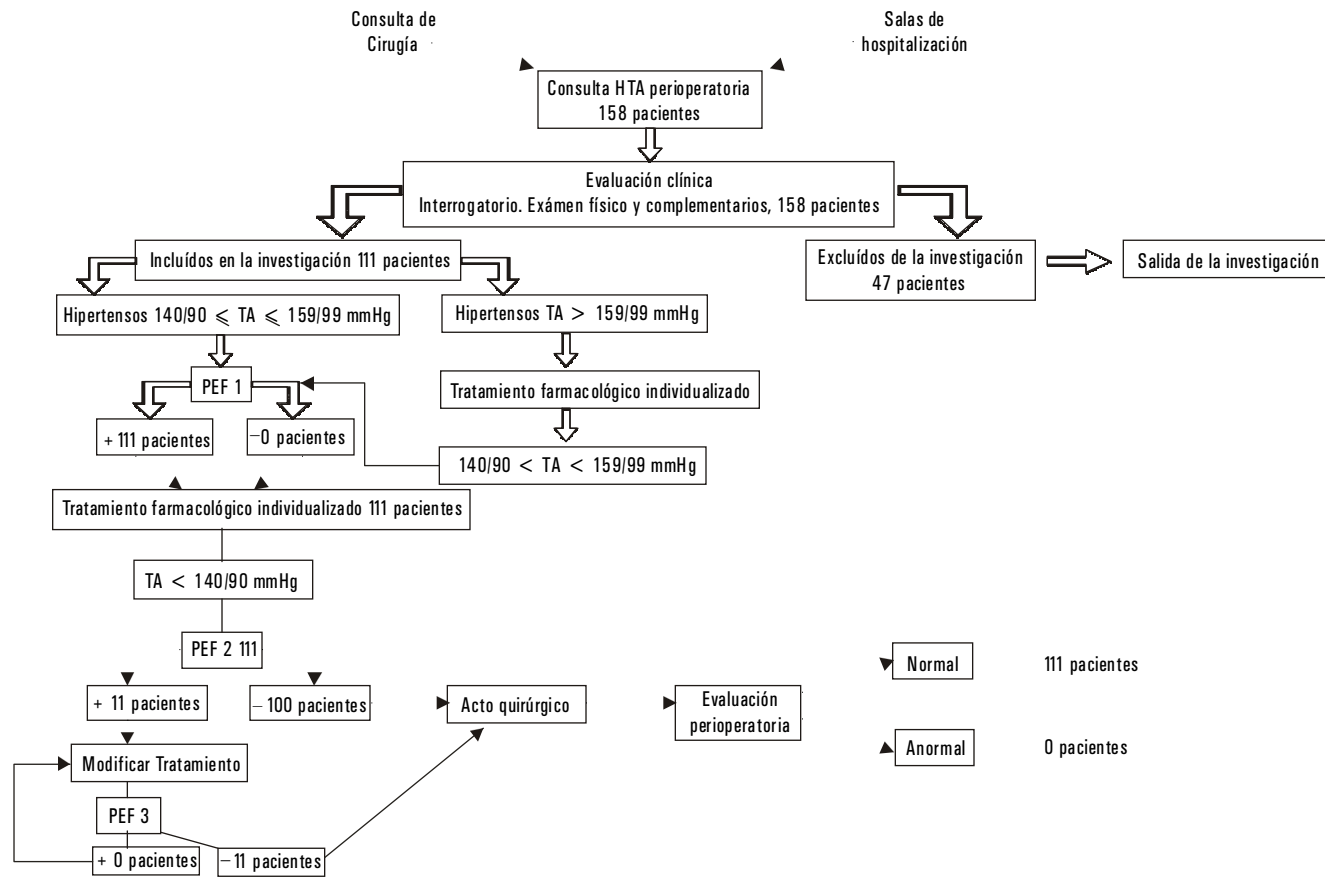 Consulta de
Cirugía
Salas de
hospitalización
Consulta HTA perioperatoria
158 pacientes
Evaluación clínica
Interrogatorio. Exámen físico y complementarios, 158 pacientes
Incluídos en la investigación 111 pacientes
Excluídos de la investigación
47 pacientes
Salida de la investigación
Hipertensos 140/90 ⩽ TA ⩽ 159/99 mmHg
Hipertensos TA > 159/99 mmHg
PEF 1
Tratamiento farmacológico individualizado
+ 111 pacientes
−0 pacientes
140/90 < TA < 159/99 mmHg
Tratamiento farmacológico individualizado 111 pacientes
TA < 140/90 mmHg
PEF 2 111
+ 11 pacientes
− 100 pacientes
Acto quirúrgico
Evaluación
perioperatoria
Normal
111 pacientes
Anormal
0 pacientes
Modificar Tratamiento
PEF 3
+ 0 pacientes
−11 pacientes